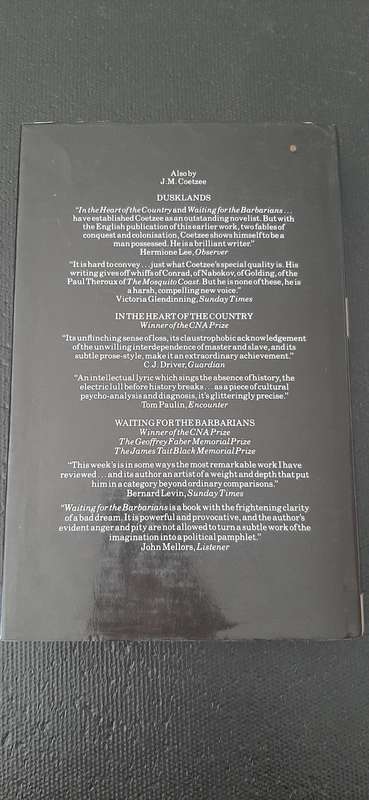 Also by
J.M. Coetzee
DUSKLANDS
"In the Heart of the Country and Waiting for the Barbarians...
have established Coetzee as an outstanding novelist. But with
the English publication of this earlier work, two fables of
conquest and colonisation, Coetzee shows himself to be a
man possessed. He is a brilliant writer."
Hermione Lee, Observer
"It is hard to convey...just what Coetzee's special quality is. His
writing gives off whiffs of Conrad, of Nabokov, of Golding, of the
Paul Theroux of The Mosquito Coast. But he is none of these, he is
a harsh, compelling new voice."
Victoria Glendinning, Sunday Times
IN THE HEART OF THE COUNTRY
Winner of the CNA Prize
"Its unflinching sense of loss, its claustrophobic acknowledgement
of the unwilling interdependence of master and slave, and its
subtle prose-style, make it an extraordinary achievement."
C.J. Driver, Guardian
"An intellectual lyric which sings the absence of history, the
electric lull before history breaks...as a piece of cultural
psycho-analysis and diagnosis, it's glitteringly precise."
Tom Paulin, Encounter
WAITING FOR THE BARBARIANS
Winner of the CNA Prize
The Geoffrey Faber Memorial Prize
The James Tait Black Memorial Prize
"This week's is in some ways the most remarkable work I have
reviewed...and its author an artist of a weight and depth that put
him in a category beyond ordinary comparisons."
Bernard Levin, Sunday Times
"Waiting for the Barbarians is a book with the frightening clarity
of a bad dream. It is powerful and provocative, and the author's
evident anger and pity are not allowed to turn a subtle work of the
imagination into a political pamphlet."
John Mellors, Listener